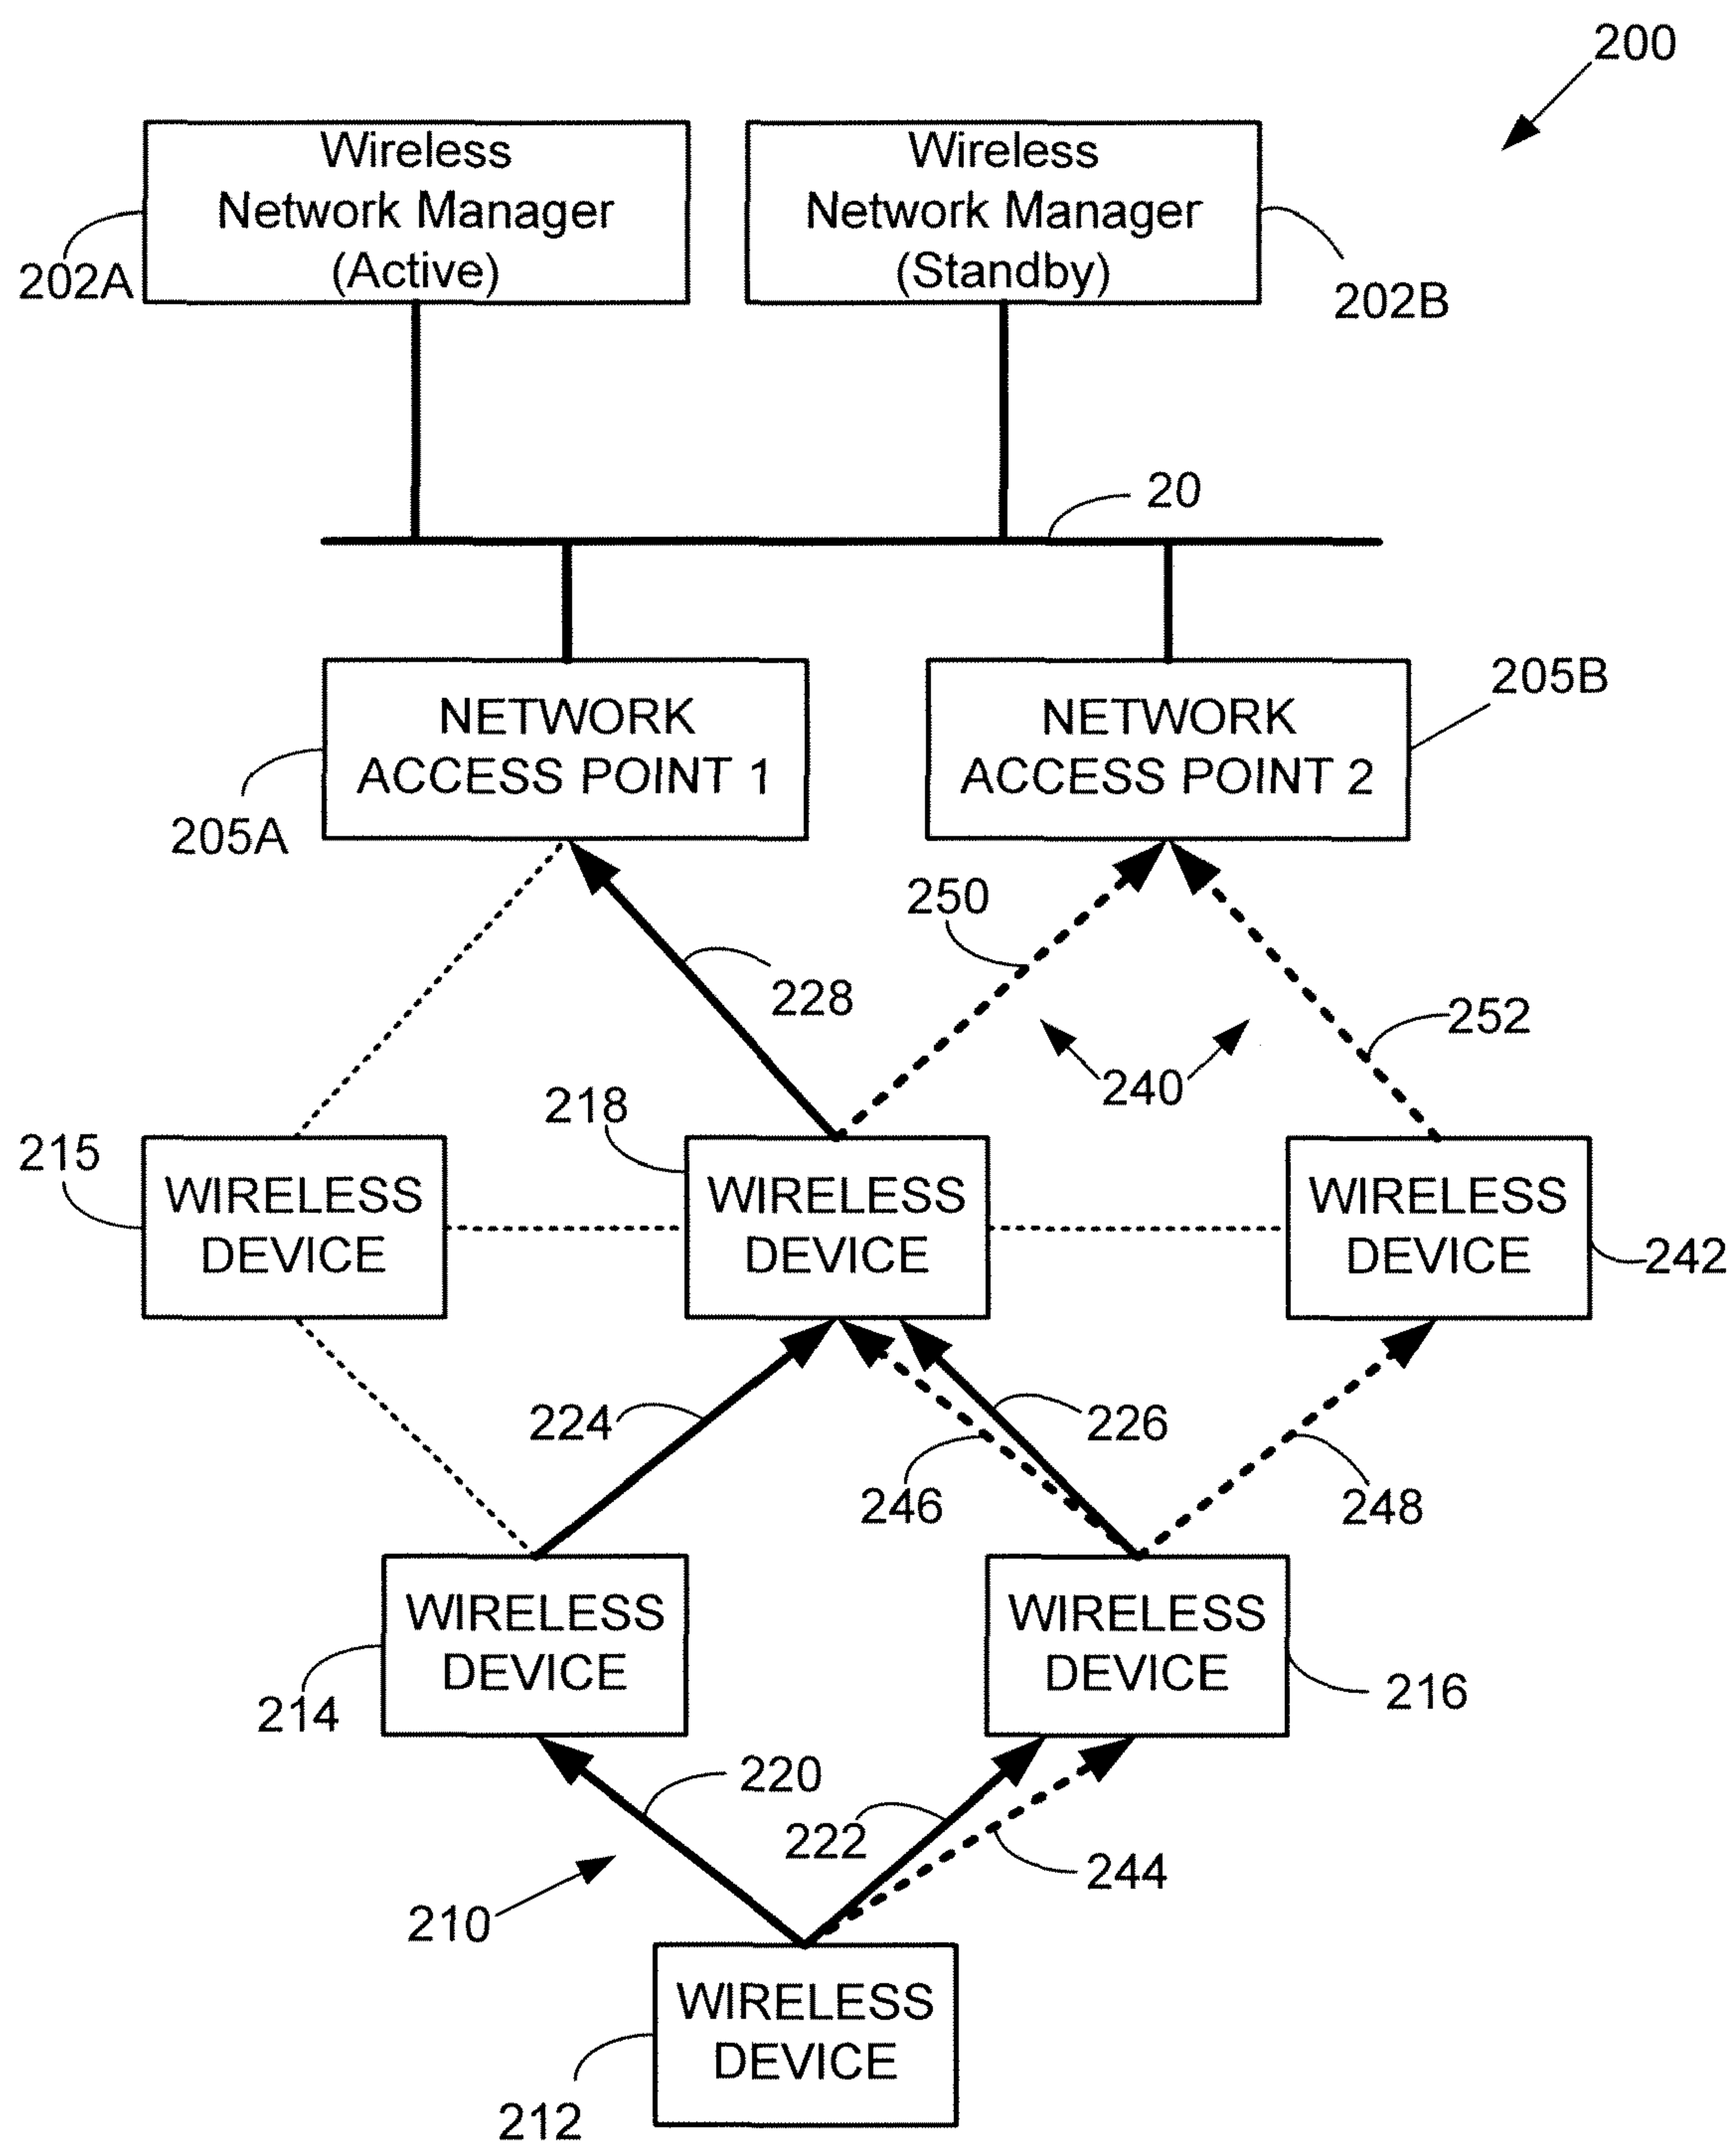 200
Wireless
Network Manager
(Active)
Wireless
Network Manager
(Standby)
202A
202B
20
NETWORK
ACCESS POINT 1
NETWORK
ACCESS POINT 2
205B
205A
250
228
252
240
218
215
WIRELESS
DEVICE
WIRELESS
DEVICE
WIRELESS
DEVICE
242
224
226
246
248
WIRELESS
DEVICE
WIRELESS
DEVICE
214
216
220
222
244
210
WIRELESS
DEVICE
212